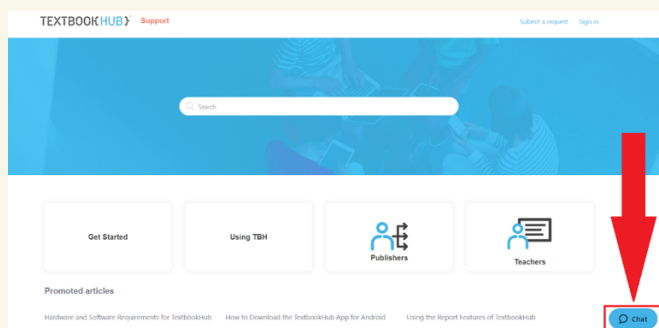 TEXTBOOKHUB Support
Submit a request Sign in
Search
Get Started
Using TBH
Publishers
Teachers
Promoted articles
Hardware and Software Requirements for TextbookHub
How to Download the TextbookHub App for Android
Using the Report Features of TextbookHub
Chat